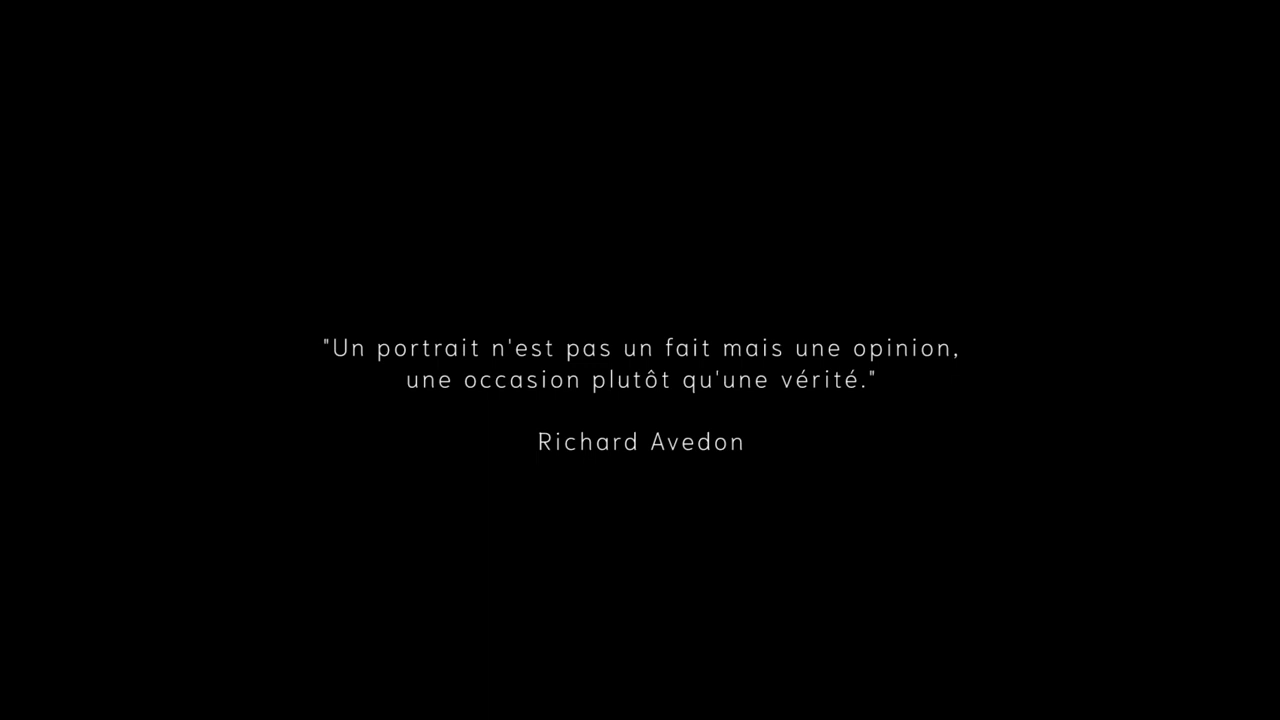 "Un portrait n'est pas un fait mais une opinion,
une occasion plutôt qu'une vérité."
Richard Avedon